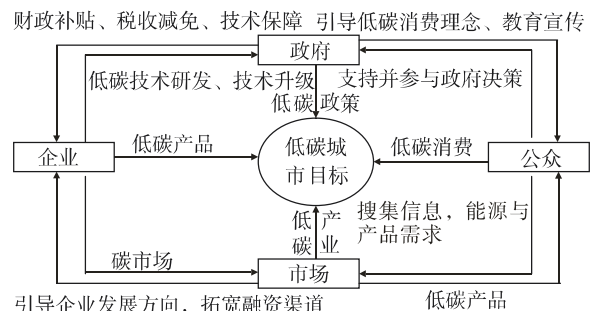 财政补贴、税收减免、技术保障 引导低碳消费理念、教育宣传
政府
低碳技术研发、技术升级 支持并参与政府决策
低碳政策
企业
低碳产品
低碳城
市目标
低碳消费
公众
低碳
产业
搜集信息，能源与
产品需求
碳市场
市场
引导企业发展方向，拓宽融资渠道
低碳产品